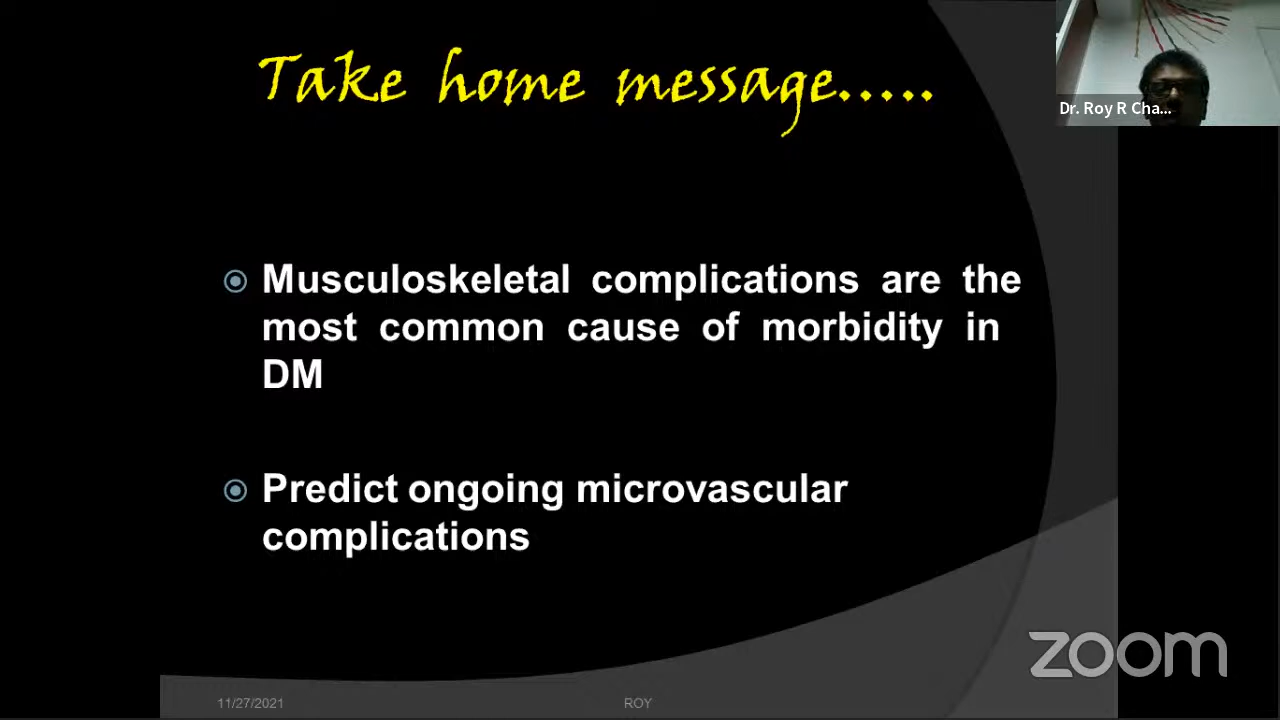 Take home message.....
Dr. Roy R Cha...
Musculoskeletal complications are the
most common cause of morbidity in
DM
Predict ongoing microvascular
complications
zoom
11/27/2021
ROY